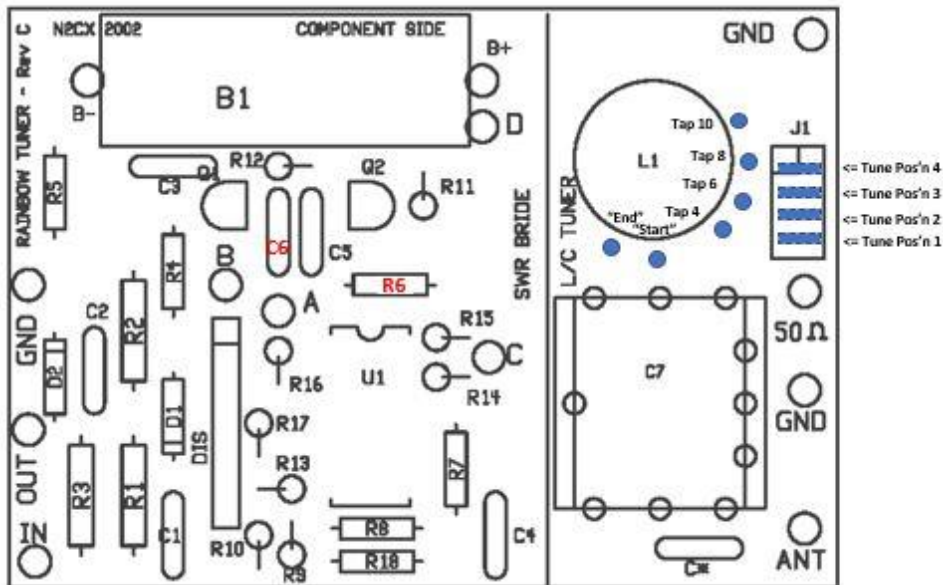 N2CX 2002
COMPONENT SIDE
RAINBOW TUNER - Rev C
B-
B1
B+
D
GND
J1
L1
Tap 10
Tap 8
Tap 6
Tap 4
"End"
"Start"
<= Tune Pos'n 4
<= Tune Pos'n 3
<= Tune Pos'n 2
<= Tune Pos'n 1
R5
C3
Q1
R12
Q2
R11
SWR BRIDE
L/C TUNER
C6
C5
R4
B
R6
A
R2
C2
GND
D2
R15
C
R14
U1
R16
50Ω
C7
GND
D1
DIS
R17
OUT
R3
R1
R13
R7
IN
C1
R10
R9
R8
R18
C4
C*
ANT